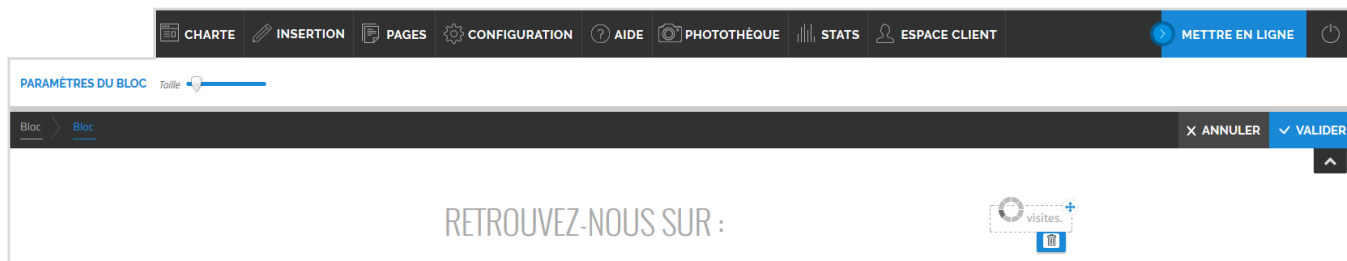 CHARTE INSERTION PAGES CONFIGURATION ? AIDE PHOTOTHÈQUE STATS ESPACE CLIENT METTRE EN LIGNE
PARAMÈTRES DU BLOC Taille
Bloc Bloc ANNULER VALIDER
RETROUVEZ-NOUS SUR : visites.